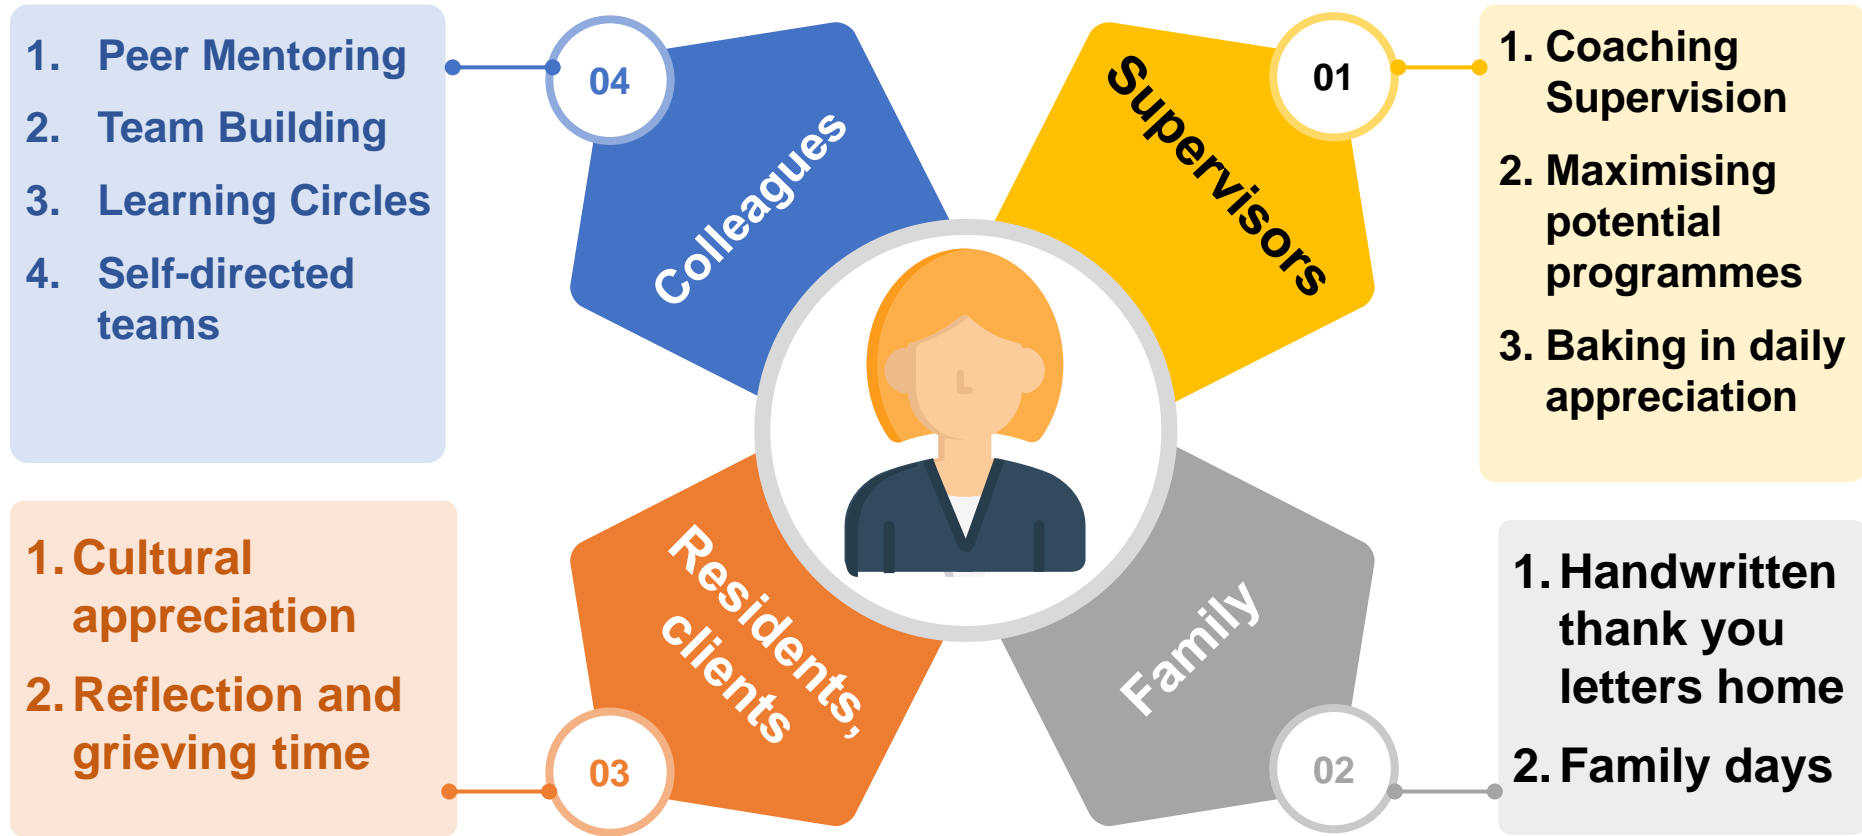 1. Peer Mentoring
2. Team Building
3. Learning Circles
4. Self-directed
teams
04
Colleagues
Supervisors
01
1. Coaching
Supervision
2. Maximising
potential
programmes
3. Baking in daily
appreciation
1. Cultural
appreciation
2. Reflection and
grieving time
03
Residents,
clients
Family
02
1. Handwritten
thank you
letters home
2. Family days